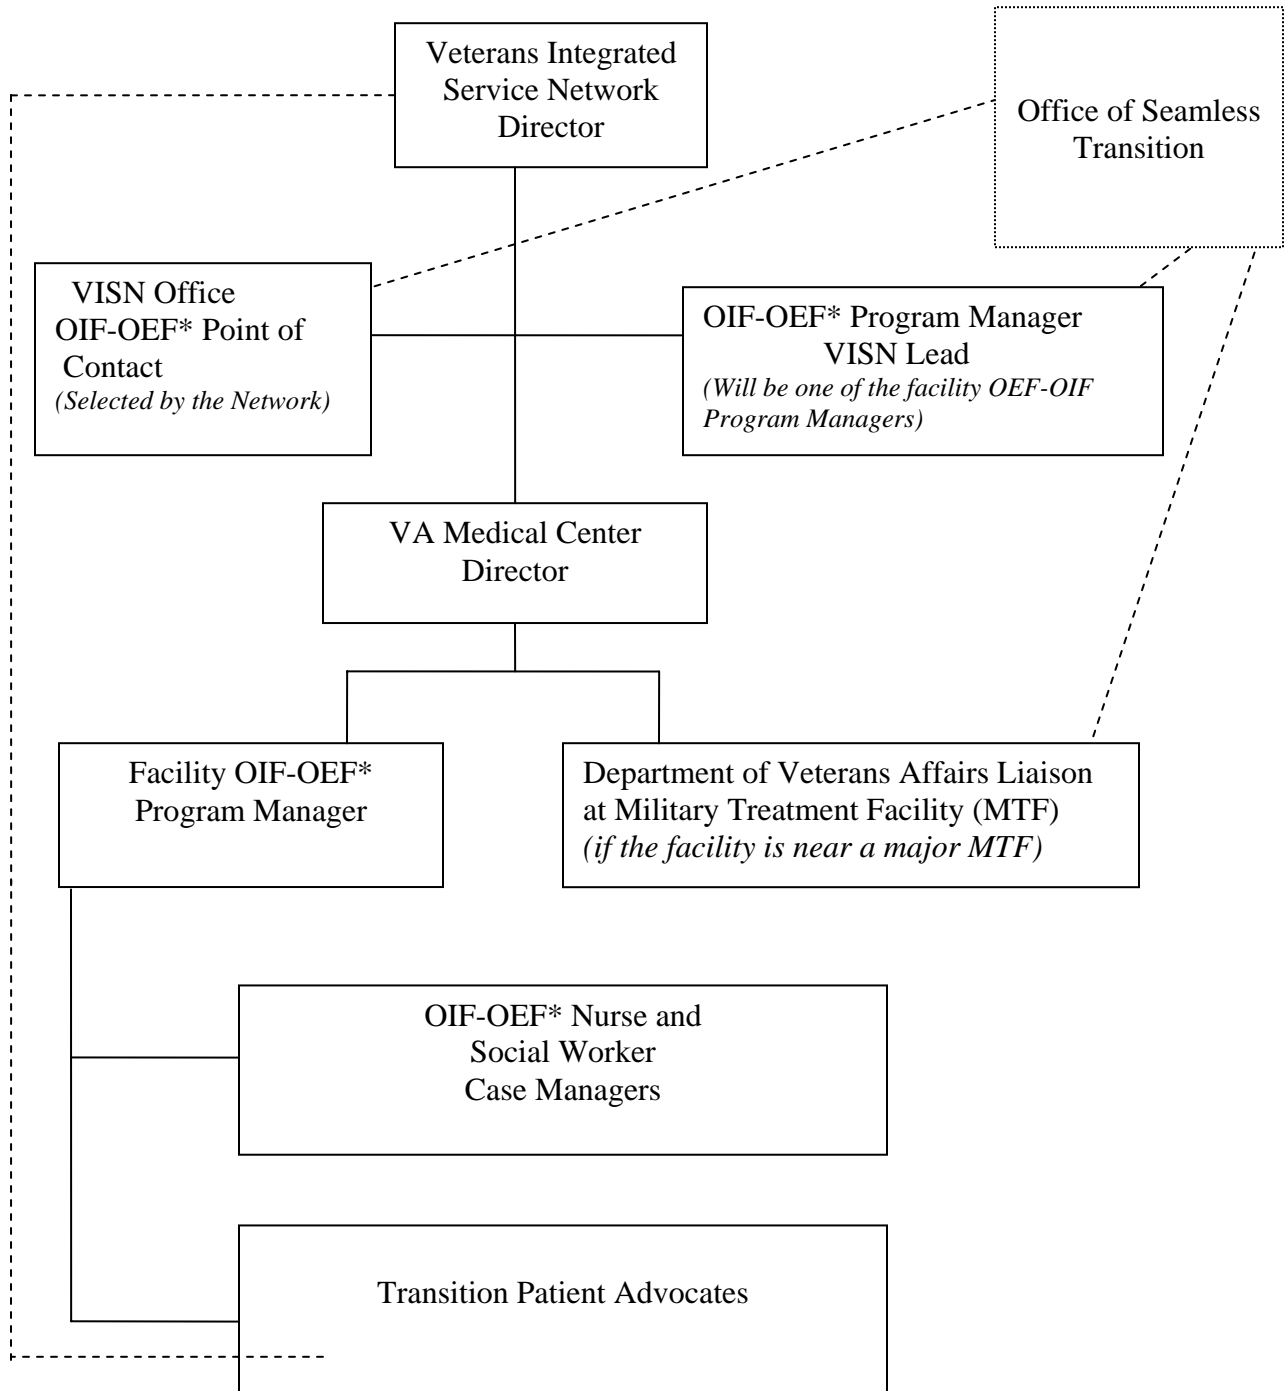 Veterans Integrated
Service Network
Director
Office of Seamless
Transition
VISN Office
OIF-OEF* Point of
Contact
(Selected by the Network)
OIF-OEF* Program Manager
VISN Lead
(Will be one of the facility OEF-OIF
Program Managers)
VA Medical Center
Director
Facility OIF-OEF*
Program Manager
Department of Veterans Affairs Liaison
at Military Treatment Facility (MTF)
(if the facility is near a major MTF)
OIF-OEF* Nurse and
Social Worker
Case Managers
Transition Patient Advocates